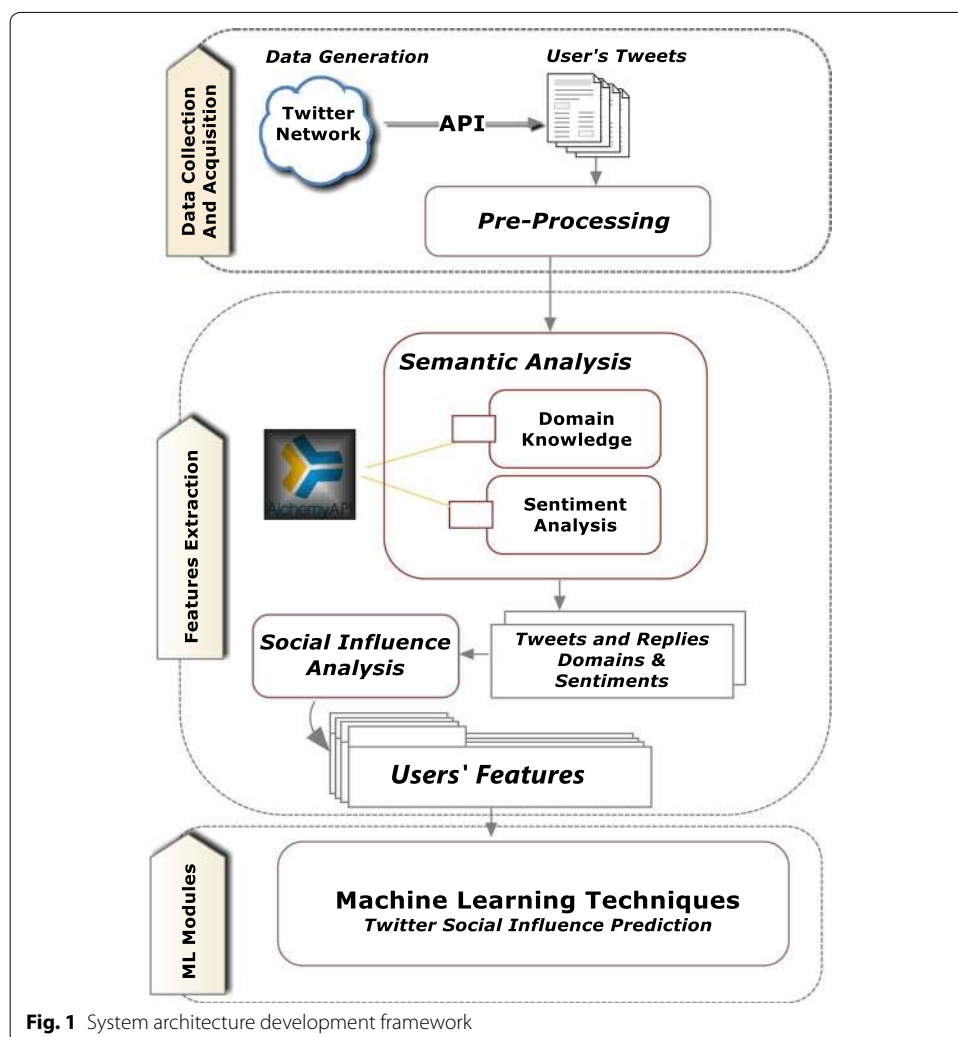 Data Collection
And Acquisition
Data Generation
User's Tweets
Twitter
Network
API
Pre-Processing
Features Extraction
Semantic Analysis
Domain
Knowledge
AlchemyAPI
Sentiment
Analysis
Social Influence
Analysis
Tweets and Replies
Domains &
Sentiments
Users' Features
ML Modules
Machine Learning Techniques
Twitter Social Influence Prediction
Fig. 1 System architecture development framework